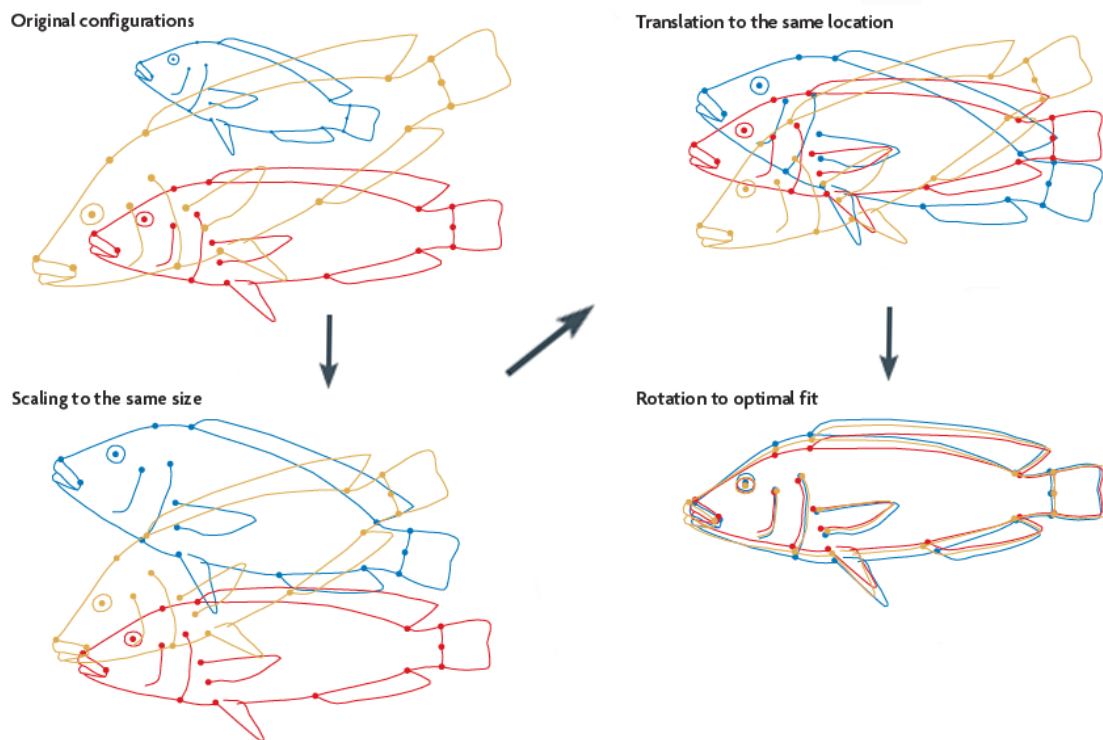 Original configurations
Scaling to the same size
Translation to the same location
Rotation to optimal fit